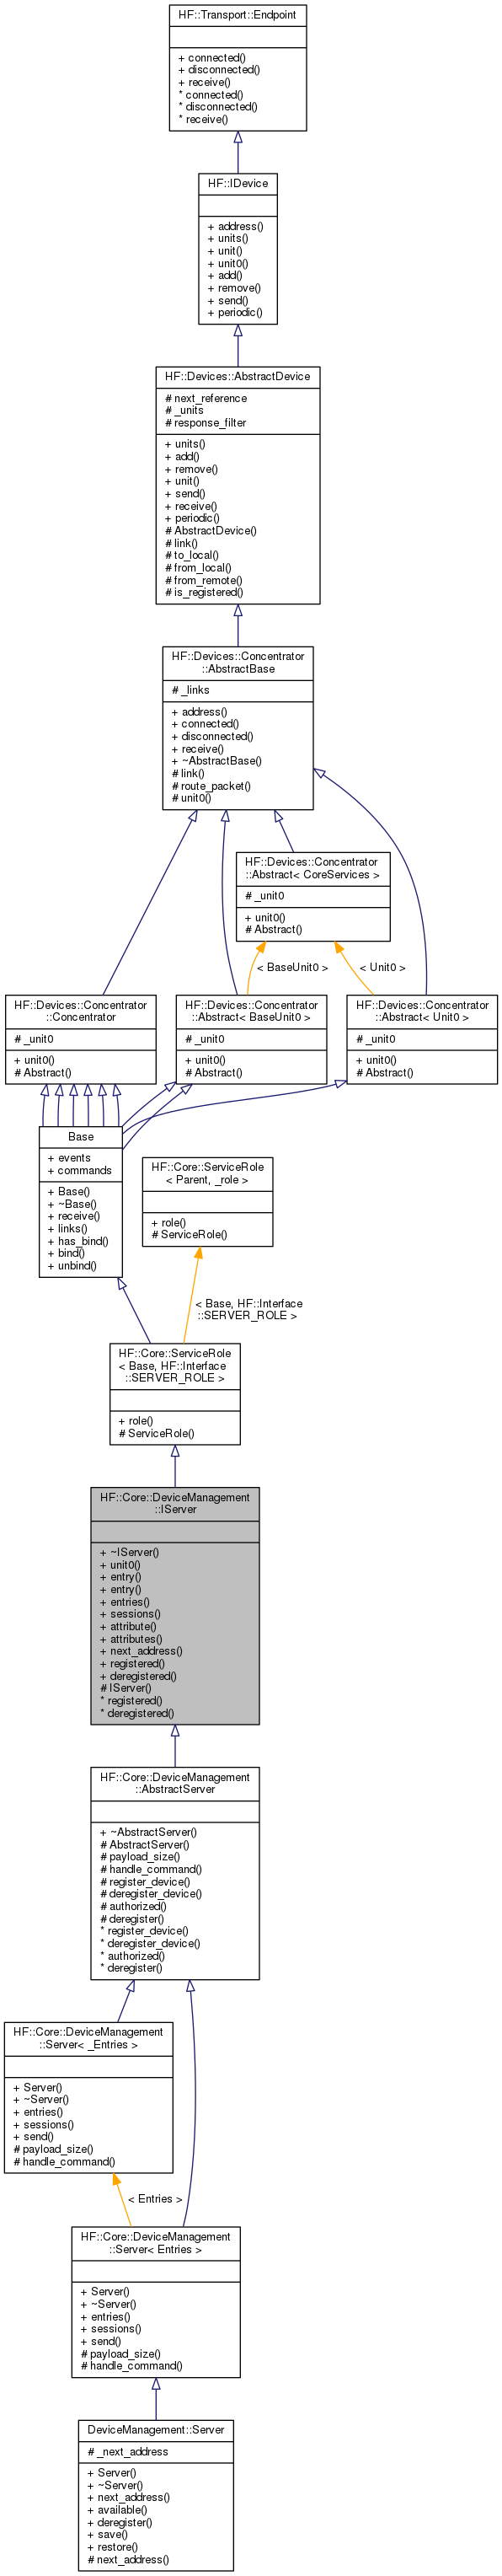 HF::Transport::Endpoint
+ connected()
+ disconnected()
+ receive()
* connected()
* disconnected()
* receive()
HF::IDevice
+ address()
+ units()
+ unit()
+ unit0()
+ add()
+ remove()
+ send()
+ periodic()
HF::Devices::AbstractDevice
# next_reference
# _units
# response_filter
+ units()
+ add()
+ remove()
+ unit()
+ send()
+ receive()
+ periodic()
# AbstractDevice()
# link()
# to_local()
# from_local()
# from_remote()
# is_registered()
HF::Devices::Concentrator
::AbstractBase
# _links
+ address()
+ connected()
+ disconnected()
+ receive()
+ ~AbstractBase()
# link()
# route_packet()
# unit0()
HF::Devices::Concentrator
::Abstract< CoreServices >
# _unit0
+ unit0()
# Abstract()
< BaseUnit0 >
< Unit0 >
HF::Devices::Concentrator
::Concentrator
# _unit0
+ unit0()
# Abstract()
HF::Devices::Concentrator
::Abstract< BaseUnit0 >
# _unit0
+ unit0()
# Abstract()
HF::Devices::Concentrator
::Abstract< Unit0 >
# _unit0
+ unit0()
# Abstract()
Base
+ events
+ commands
+ Base()
+ ~Base()
+ receive()
+ links()
+ has_bind()
+ bind()
+ unbind()
HF::Core::ServiceRole
< Parent, _role >
+ role()
# ServiceRole()
< Base, HF::Interface
::SERVER_ROLE >
HF::Core::ServiceRole
< Base, HF::Interface
::SERVER_ROLE >
+ role()
# ServiceRole()
HF::Core::DeviceManagement
::IServer
+ ~IServer()
+ unit0()
+ entry()
+ entry()
+ entries()
+ sessions()
+ attribute()
+ attributes()
+ next_address()
+ registered()
+ deregistered()
# IServer()
* registered()
* deregistered()
HF::Core::DeviceManagement
::AbstractServer
+ ~AbstractServer()
# AbstractServer()
# payload_size()
# handle_command()
# register_device()
# deregister_device()
# authorized()
# deregister()
* register_device()
* deregister_device()
* authorized()
* deregister()
HF::Core::DeviceManagement
::Server< _Entries >
+ Server()
+ ~Server()
+ entries()
+ sessions()
+ send()
# payload_size()
# handle_command()
< Entries >
HF::Core::DeviceManagement
::Server< Entries >
+ Server()
+ ~Server()
+ entries()
+ sessions()
+ send()
# payload_size()
# handle_command()
DeviceManagement::Server
# _next_address
+ Server()
+ ~Server()
+ next_address()
+ available()
+ deregister()
+ save()
+ restore()
# next_address()